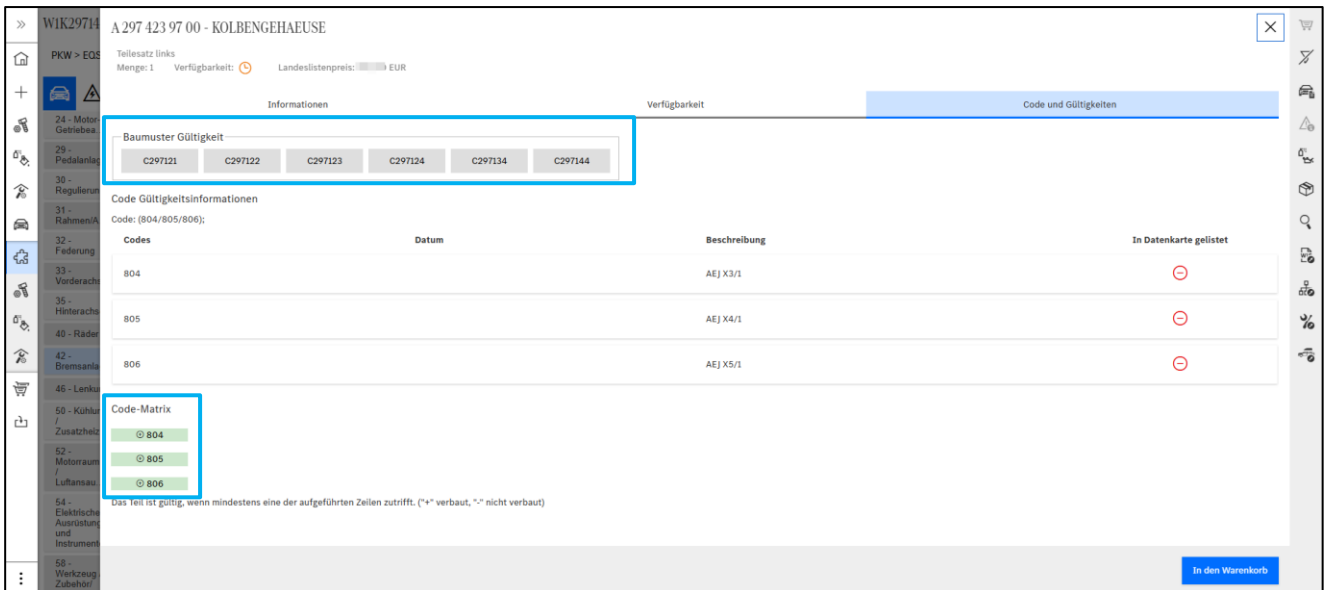 W1K29714
A 297 423 97 00 - KOLBENGEHAEUSE
PKW > EQS
Teilesatz links
Menge: 1 Verfügbarkeit: Landeslistenpreis: EUR
Informationen Verfügbarkeit Code und Gültigkeiten
24 - Motor-
Getriebea.
29 -
Pedalanlag
30 -
Regulierun
31 -
Rahmen/A
32 -
Federung
33 -
Vorderachs
35 -
Hinterachs
40 - Räder
42 -
Bremsanla
46 - Lenku
50 - Kühlun
/
Zusatzheiz
52 -
Motorraum
/
Luftansau.
54 -
Elektrische
Ausrüstung
und
Instrumente
58 -
Werkzeug
Zubehör/
Baumuster Gültigkeit
C297121 C297122 C297123 C297124 C297134 C297144
Code Gültigkeitsinformationen
Code: (804/805/806);
Codes Datum Beschreibung In Datenkarte gelistet
804 AEJ X3/1
805 AEJ X4/1
806 AEJ X5/1
Code-Matrix
804
805
806
Das Teil ist gültig, wenn mindestens eine der aufgeführten Zeilen zutrifft. ("+" verbaut, "-" nicht verbaut)
In den Warenkorb